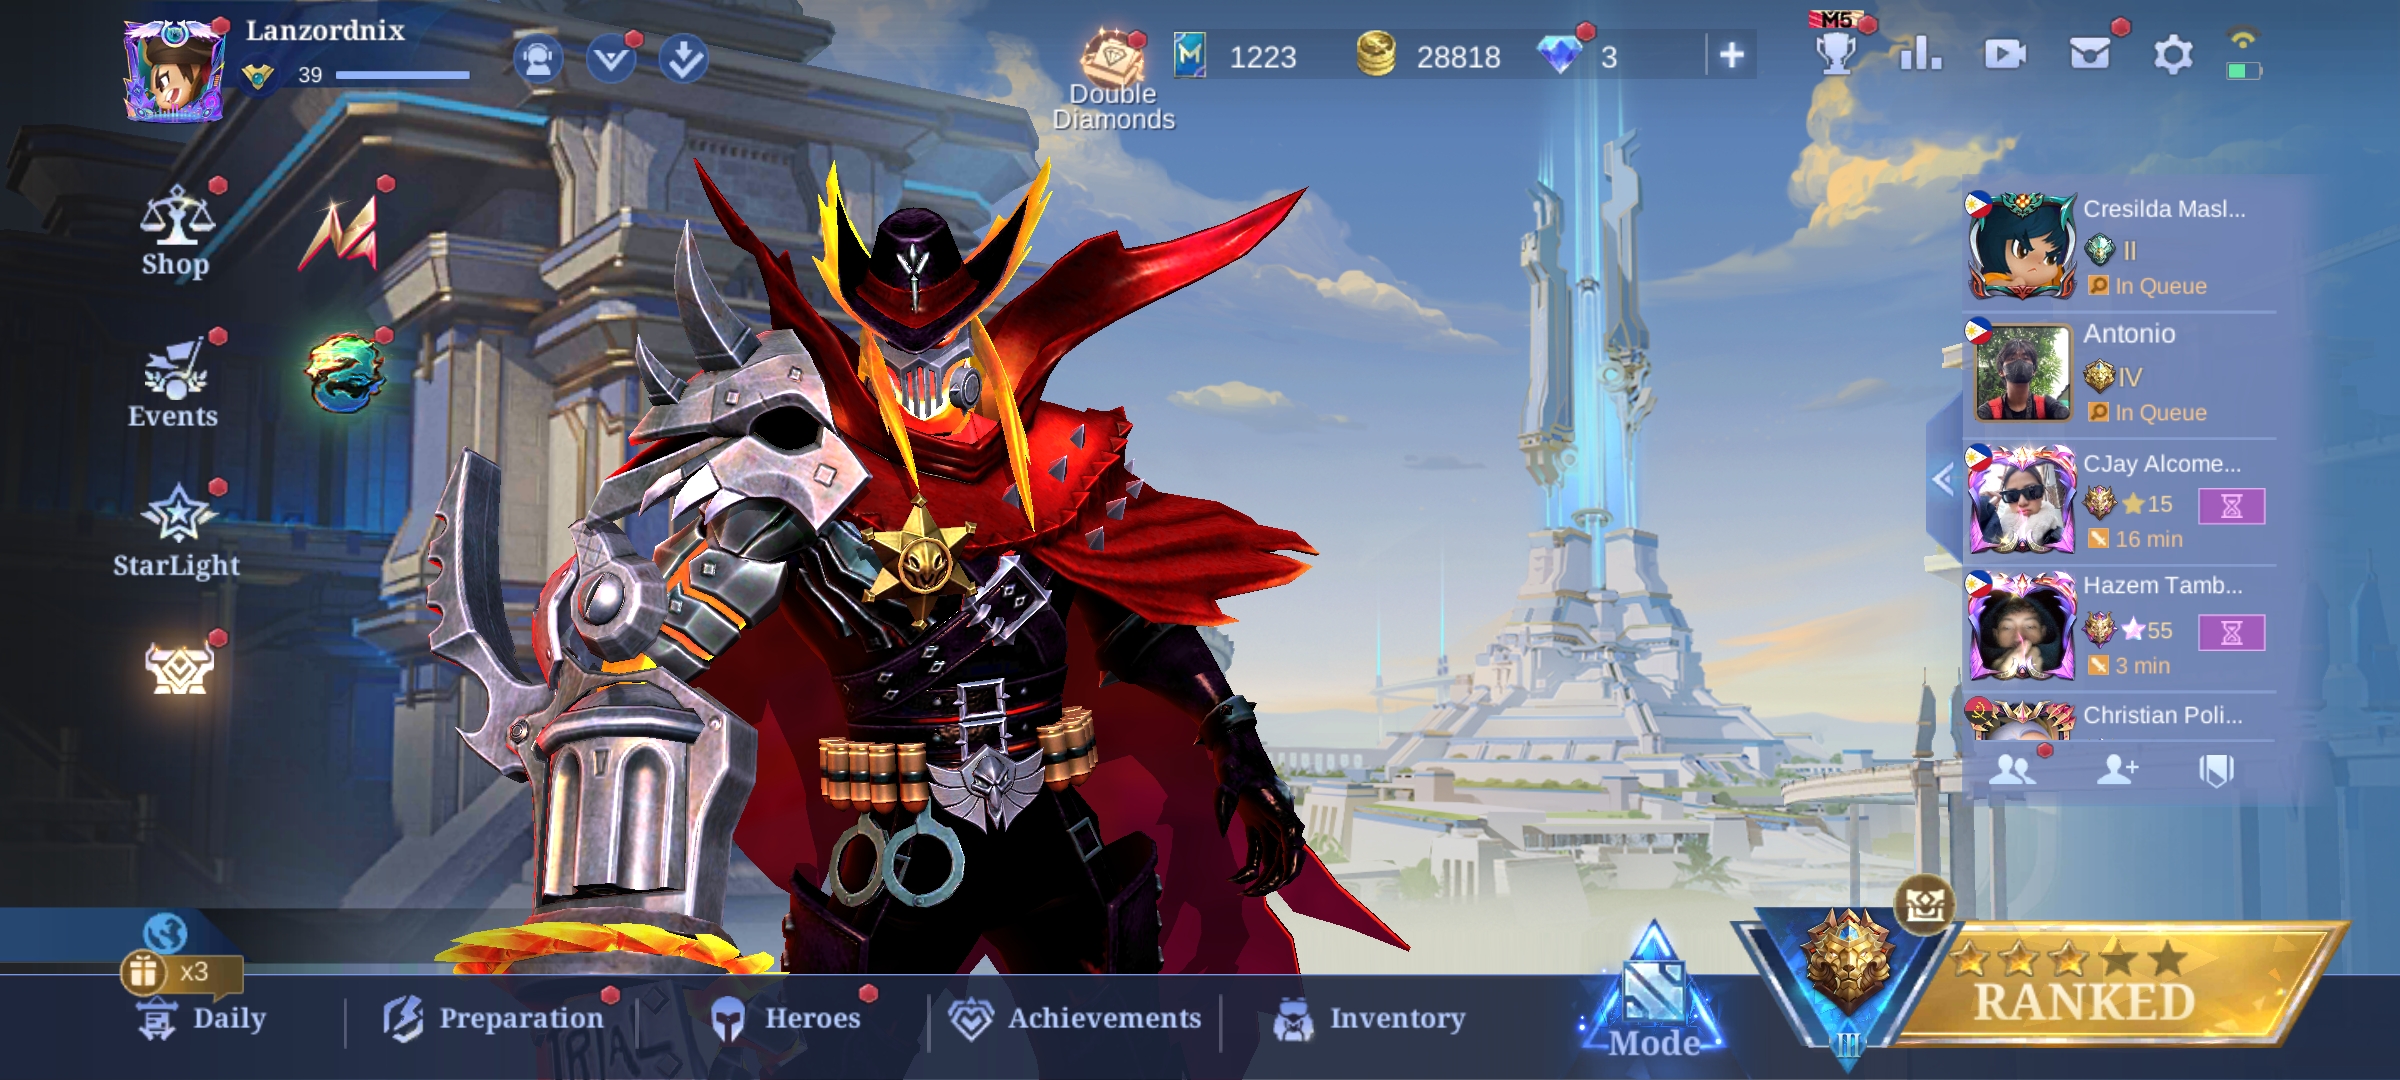 Lanzordnix
39
Double
Diamonds
1223
28818
3
M5
Shop
Events
StarLight
Cresilda Masl...
II
In Queue
Antonio
IV
In Queue
CJay Alcome...
15
16 min
Hazem Tamb...
55
3 min
Christian Poli...
x3
Daily
Preparation
Heroes
Achievements
Inventory
Mode
III
RANKED